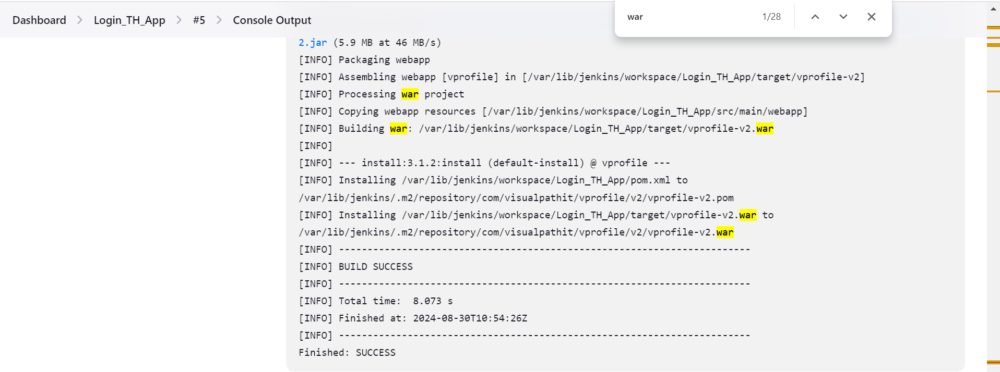 Dashboard > Login_TH_App > #5 > Console Output
war 1/28
2.jar (5.9 MB at 46 MB/s)
[INFO] Packaging webapp
[INFO] Assembling webapp [vprofile] in [/var/lib/jenkins/workspace/Login_TH_App/target/vprofile-v2]
[INFO] Processing war project
[INFO] Copying webapp resources [/var/lib/jenkins/workspace/Login_TH_App/src/main/webapp]
[INFO] Building war: /var/lib/jenkins/workspace/Login_TH_App/target/vprofile-v2.war
[INFO]
[INFO] --- install:3.1.2:install (default-install) @ vprofile ---
[INFO] Installing /var/lib/jenkins/workspace/Login_TH_App/pom.xml to
/var/lib/jenkins/.m2/repository/com/visualpathit/vprofile/v2/vprofile-v2.pom
[INFO] Installing /var/lib/jenkins/workspace/Login_TH_App/target/vprofile-v2.war to
/var/lib/jenkins/.m2/repository/com/visualpathit/vprofile/v2/vprofile-v2.war
[INFO] ------------------------------------------------------------------------
[INFO] BUILD SUCCESS
[INFO] ------------------------------------------------------------------------
[INFO] Total time:  8.073 s
[INFO] Finished at: 2024-08-30T10:54:26Z
[INFO] ------------------------------------------------------------------------
Finished: SUCCESS